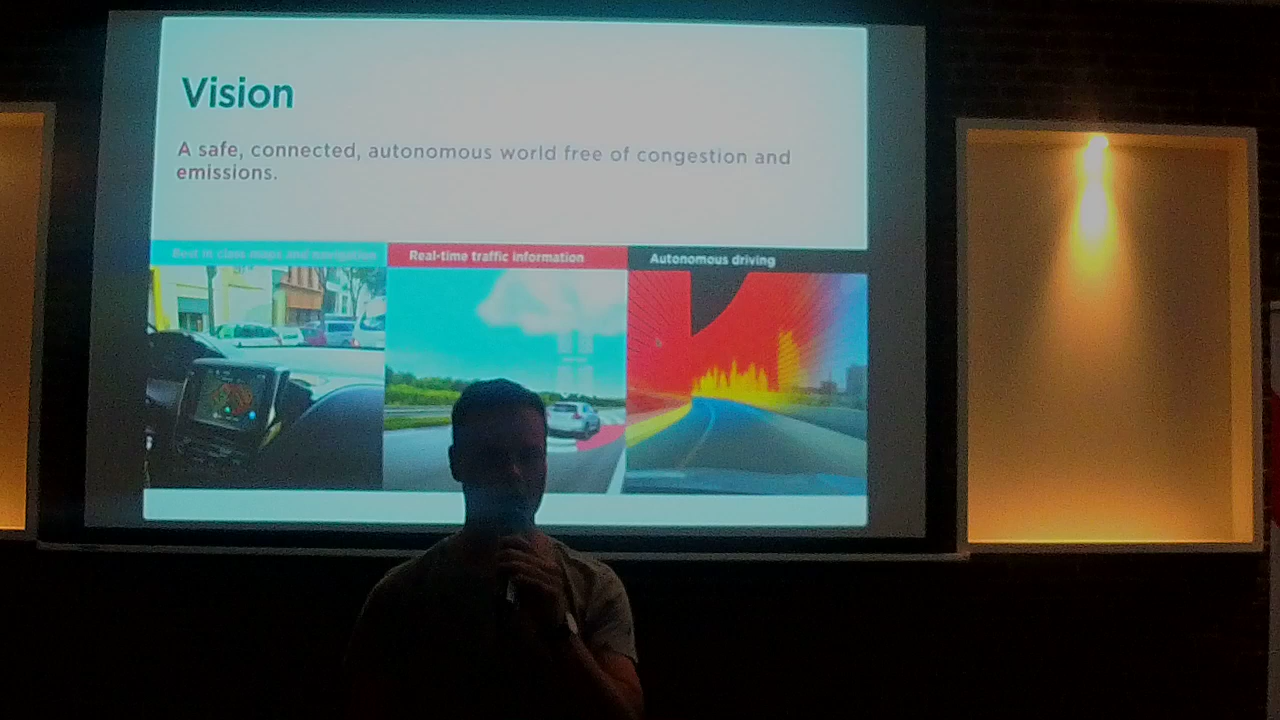 Vision
A safe, connected, autonomous world free of congestion and
emissions.
Best in class maps and navigation
Real-time traffic information
Autonomous driving